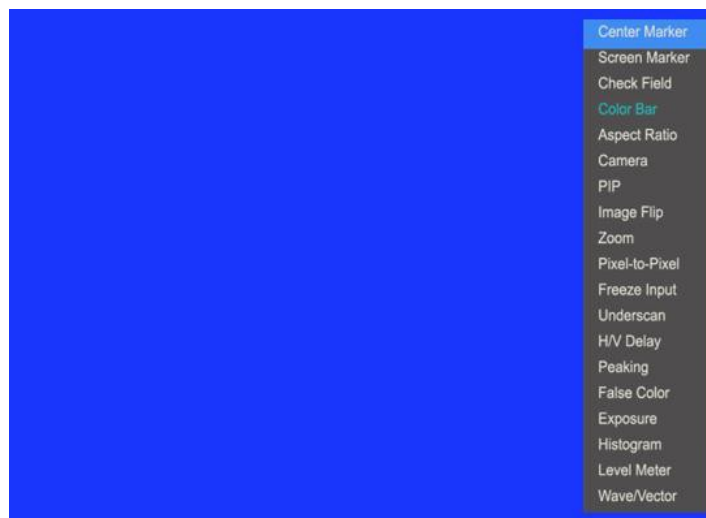 Center Marker
Screen Marker
Check Field
Color Bar
Aspect Ratio
Camera
PIP
Image Flip
Zoom
Pixel-to-Pixel
Freeze Input
Underscan
H/V Delay
Peaking
False Color
Exposure
Histogram
Level Meter
Wave/Vector